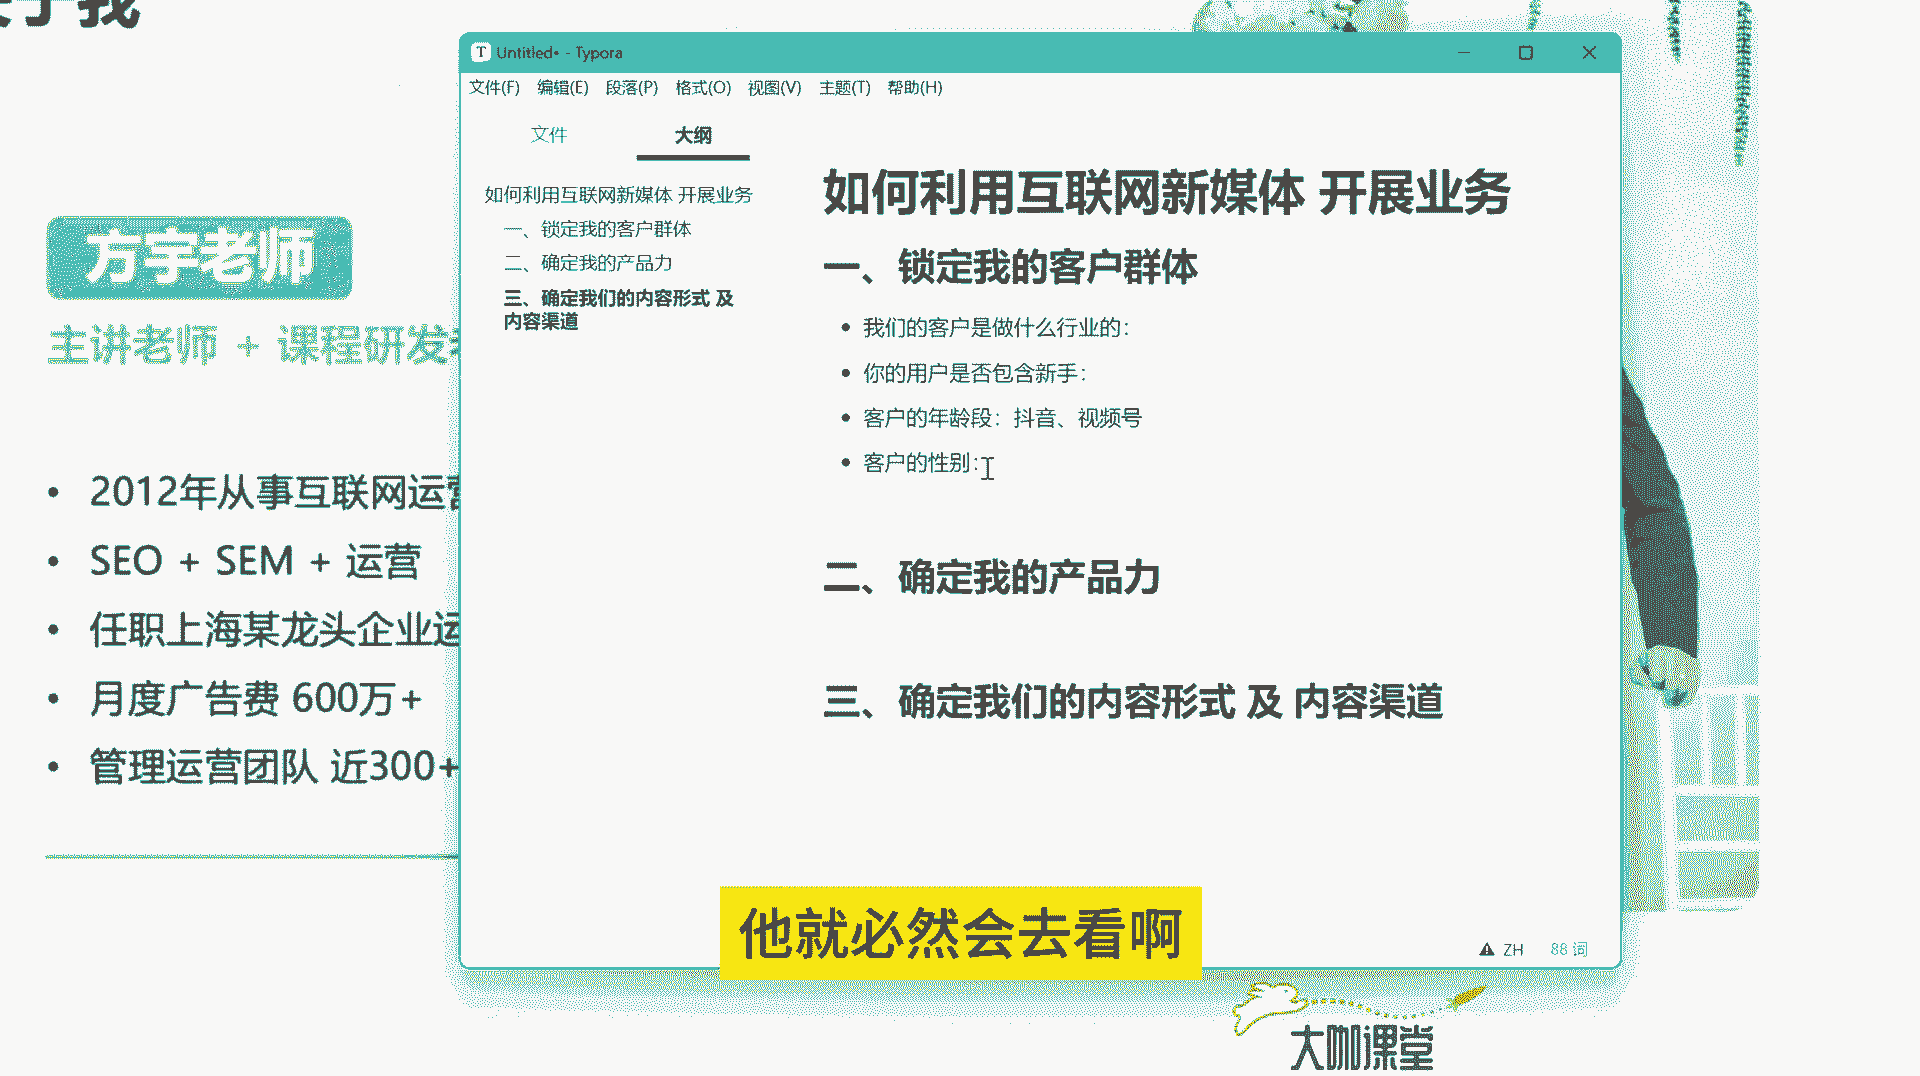 Untitled• - Typora
文件(F) 编辑(E) 段落(P) 格式(O) 视图(V) 主题(T) 帮助(H)
文件 大纲
如何利用互联网新媒体 开展业务
一、锁定我的客户群体
二、确定我的产品力
三、确定我们的内容形式 及
内容渠道
如何利用互联网新媒体 开展业务
一、锁定我的客户群体
• 我们的客户是做什么行业的：
• 你的用户是否包含新手：
• 客户的年龄段：抖音、视频号
• 客户的性别：
二、确定我的产品力
三、确定我们的内容形式 及 内容渠道
ZH 88 词
方宇老师
主讲老师 + 课程研发
• 2012年从事互联网运营
• SEO + SEM + 运营
• 任职上海某龙头企业运
• 月度广告费 600万+
• 管理运营团队 近300+
他就必然会去看啊
大咖课堂